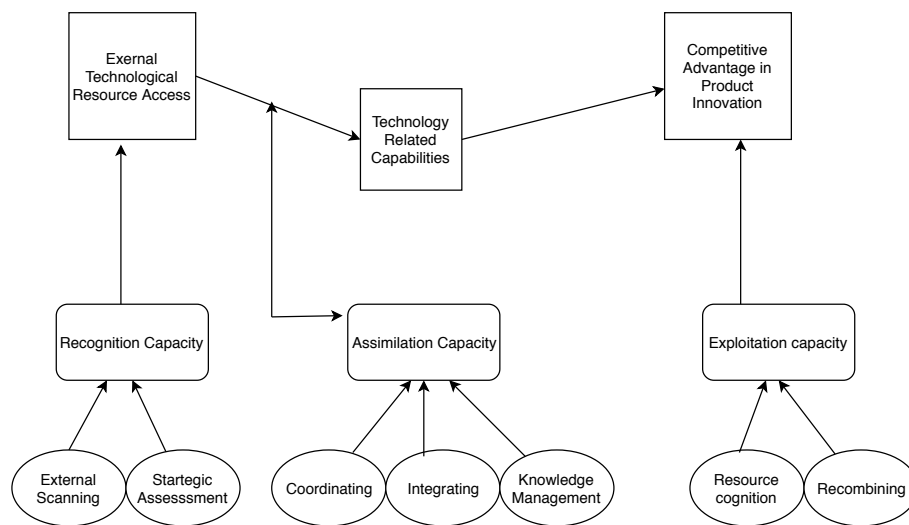 Exernal
Technological
Resource Access
Competitive
Advantage in
Product
Innovation
Technology
Related
Capabilities
Recognition Capacity
Assimilation Capacity
Exploitation capacity
External
Scanning
Startegic
Assesssment
Coordinating
Integrating
Knowledge
Management
Resource
cognition
Recombining